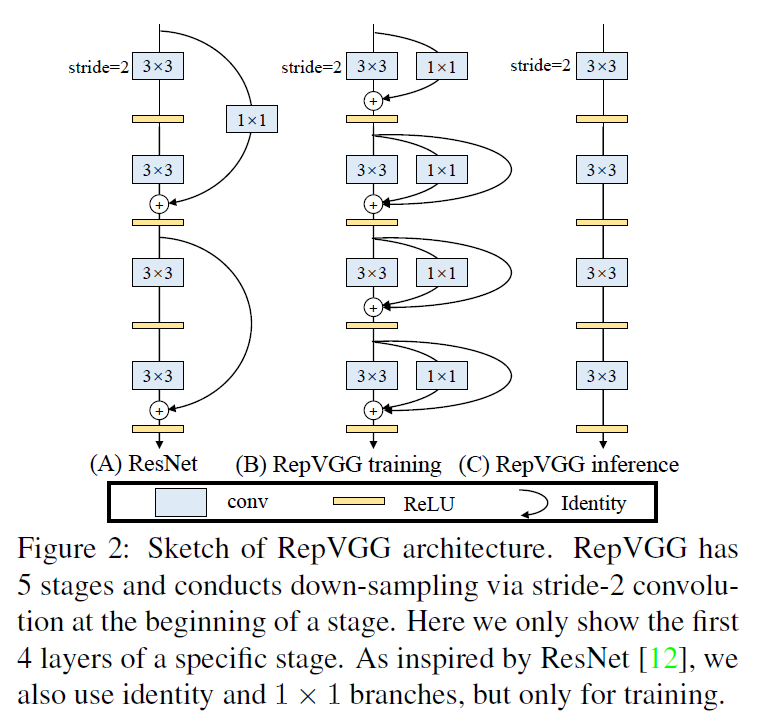 stride=2 3×3 stride=2 3×3 1×1 stride=2 3×3
1×1
+
3×3 3×3 1×1 3×3
+ +
3×3 3×3 1×1 3×3
+
3×3 3×3 1×1 3×3
+ +
(A) ResNet (B) RepVGG training (C) RepVGG inference
conv ReLU Identity
Figure 2: Sketch of RepVGG architecture. RepVGG has
5 stages and conducts down-sampling via stride-2 convolu-
tion at the beginning of a stage. Here we only show the first
4 layers of a specific stage. As inspired by ResNet [12], we
also use identity and 1 × 1 branches, but only for training.